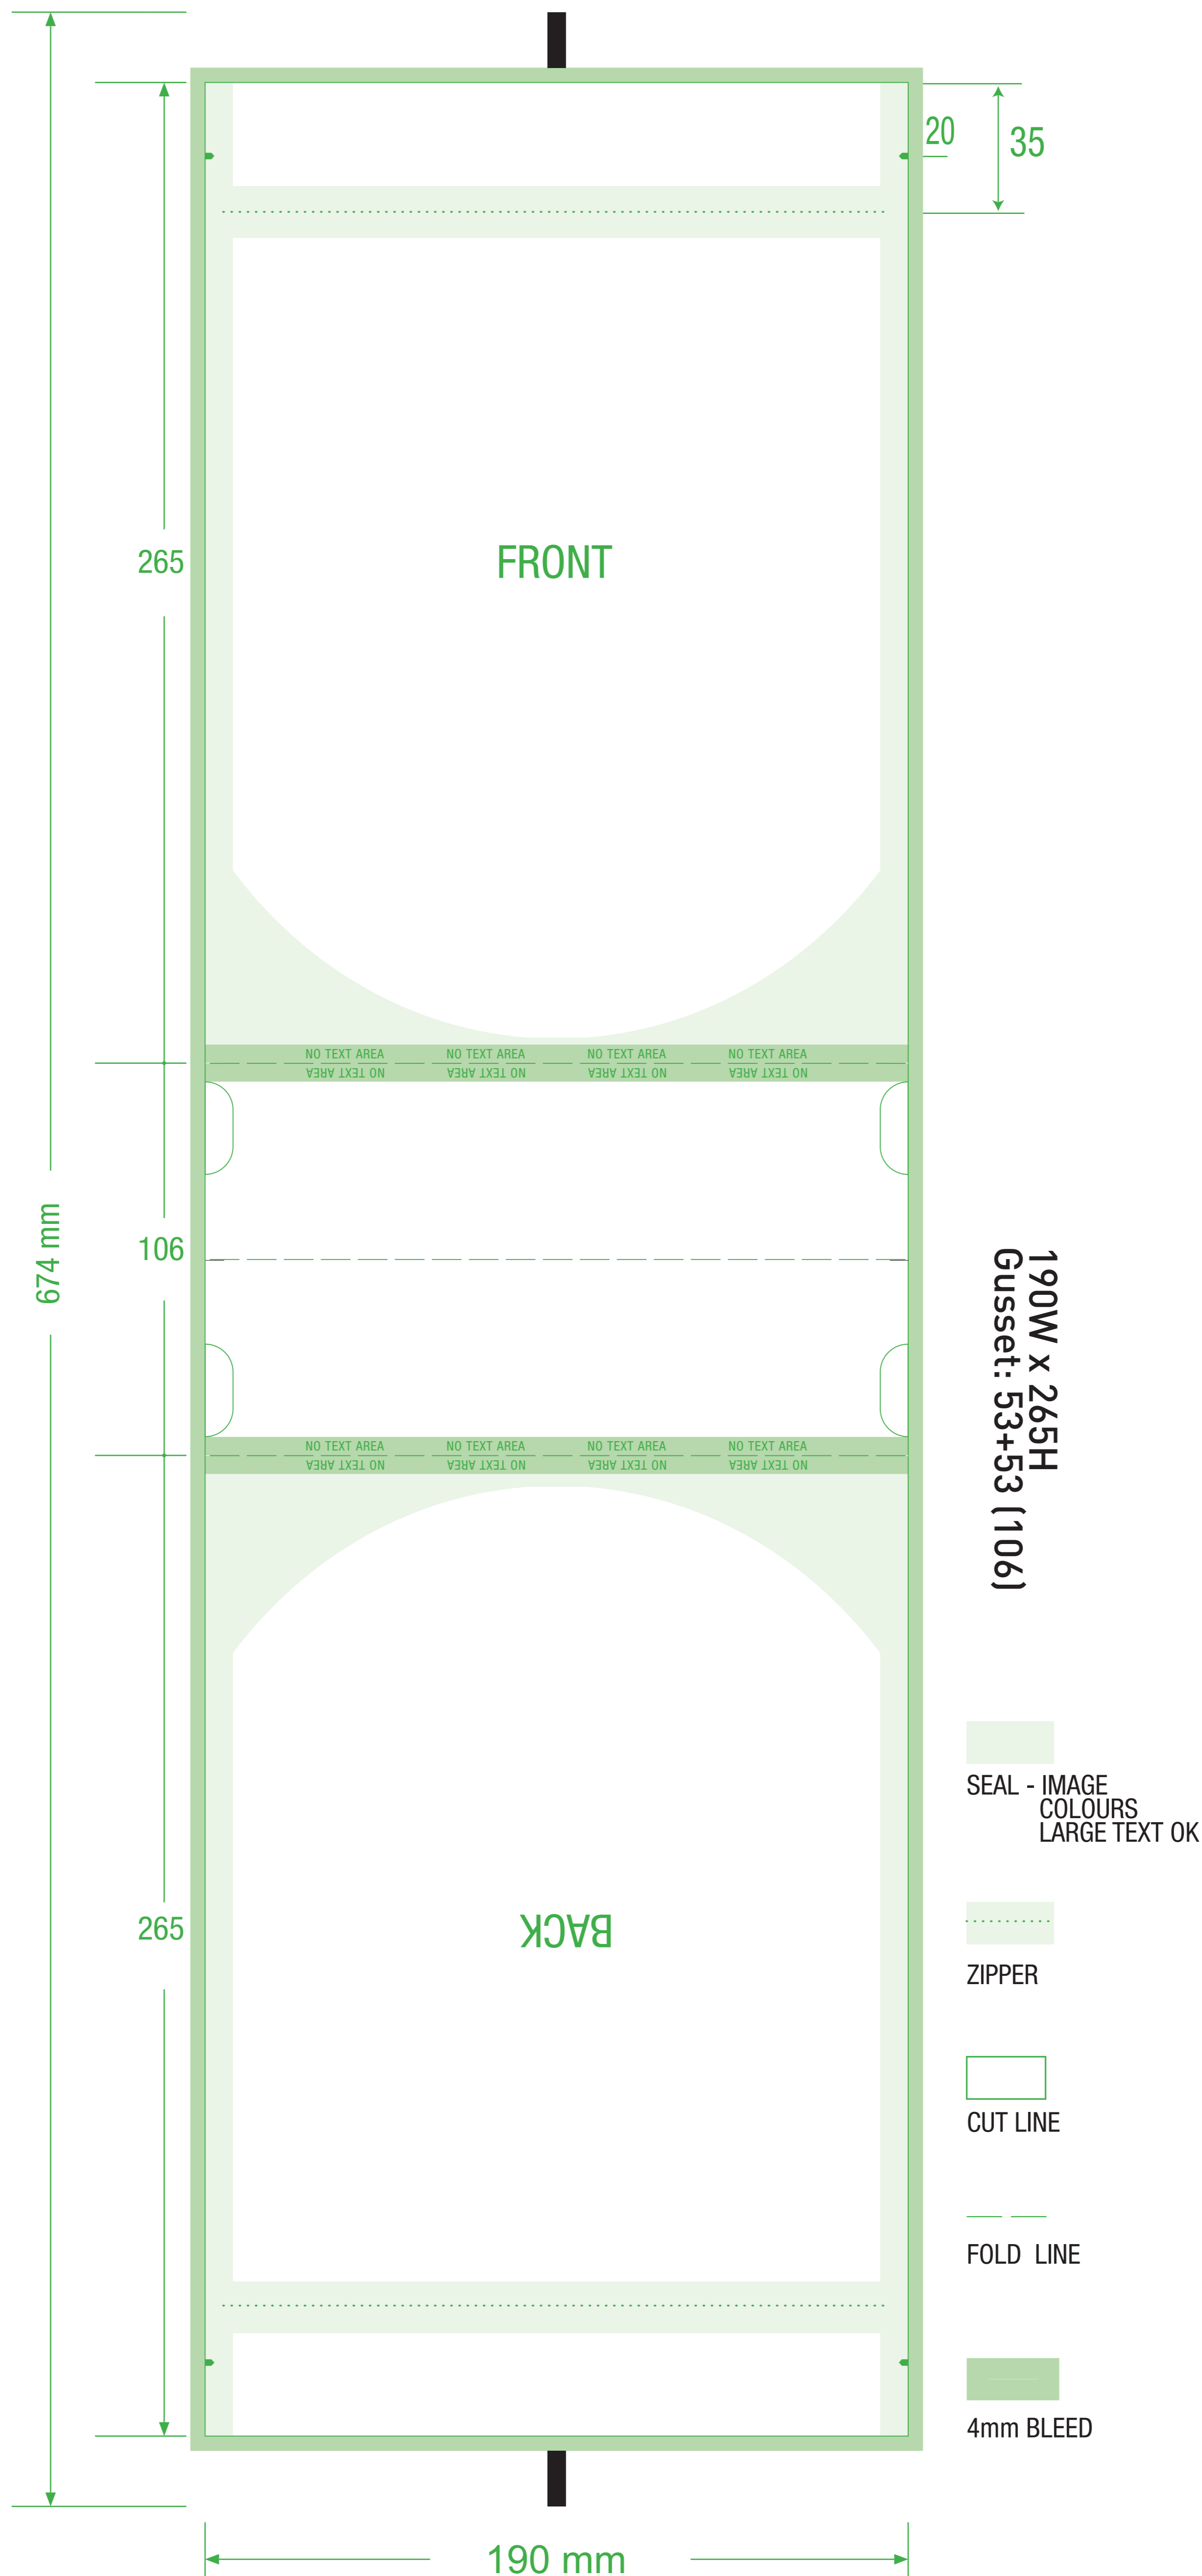 20
35
265
FRONT
NO TEXT AREA NO TEXT AREA NO TEXT AREA NO TEXT AREA
NO TEXT AREA NO TEXT AREA NO TEXT AREA NO TEXT AREA
674 mm
106
190W x 265H
Gusset: 53+53 (106)
NO TEXT AREA NO TEXT AREA NO TEXT AREA NO TEXT AREA
NO TEXT AREA NO TEXT AREA NO TEXT AREA NO TEXT AREA
SEAL - IMAGE
COLOURS
LARGE TEXT OK
265
BACK
ZIPPER
CUT LINE
FOLD LINE
4mm BLEED
190 mm